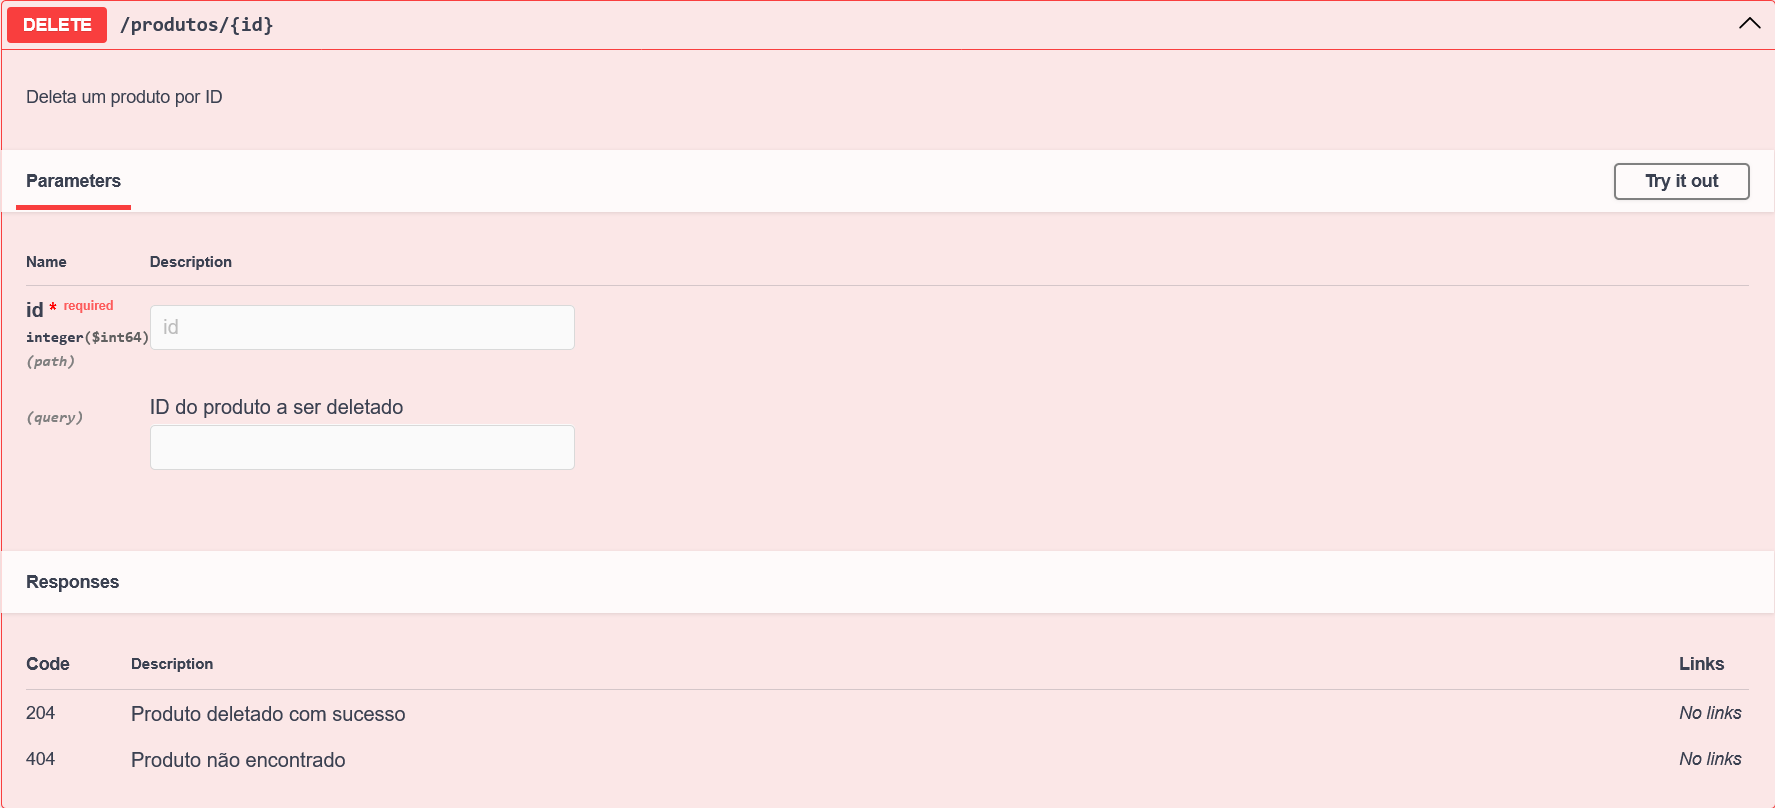 DELETE /produtos/{id}
Deleta um produto por ID
Parameters Try it out
Name Description
id * required
integer($int64)
(path)
id
(query)
ID do produto a ser deletado
Responses
Code Description Links
204 Produto deletado com sucesso No links
404 Produto não encontrado No links